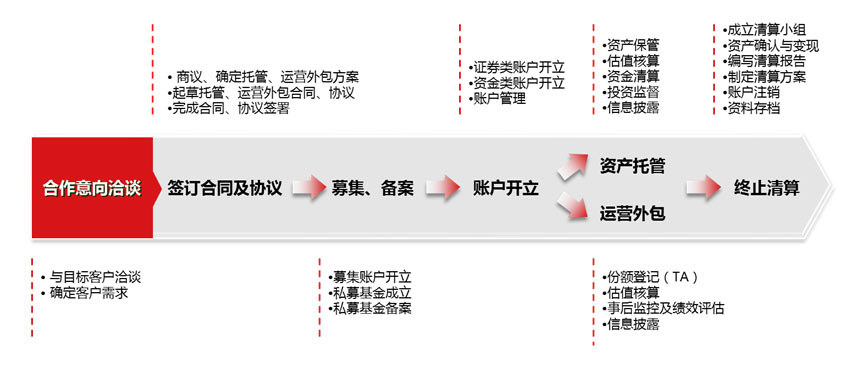 • 商议、确定托管、运营外包方案
•起草托管、运营外包合同、协议
•完成合同、协议签署
•证券类账户开立
•资金类账户开立
•账户管理
•资产保管
•估值核算
•资金清算
•投资监督
•信息披露
•成立清算小组
•资产确认与变现
•编写清算报告
•制定清算方案
•账户注销
•资料存档
合作意向洽谈
签订合同及协议
募集、备案
账户开立
资产托管
运营外包
终止清算
• 与目标客户洽谈
• 确定客户需求
•募集账户开立
•私募基金成立
•私募基金备案
•份额登记（TA）
•估值核算
•事后监控及绩效评估
•信息披露